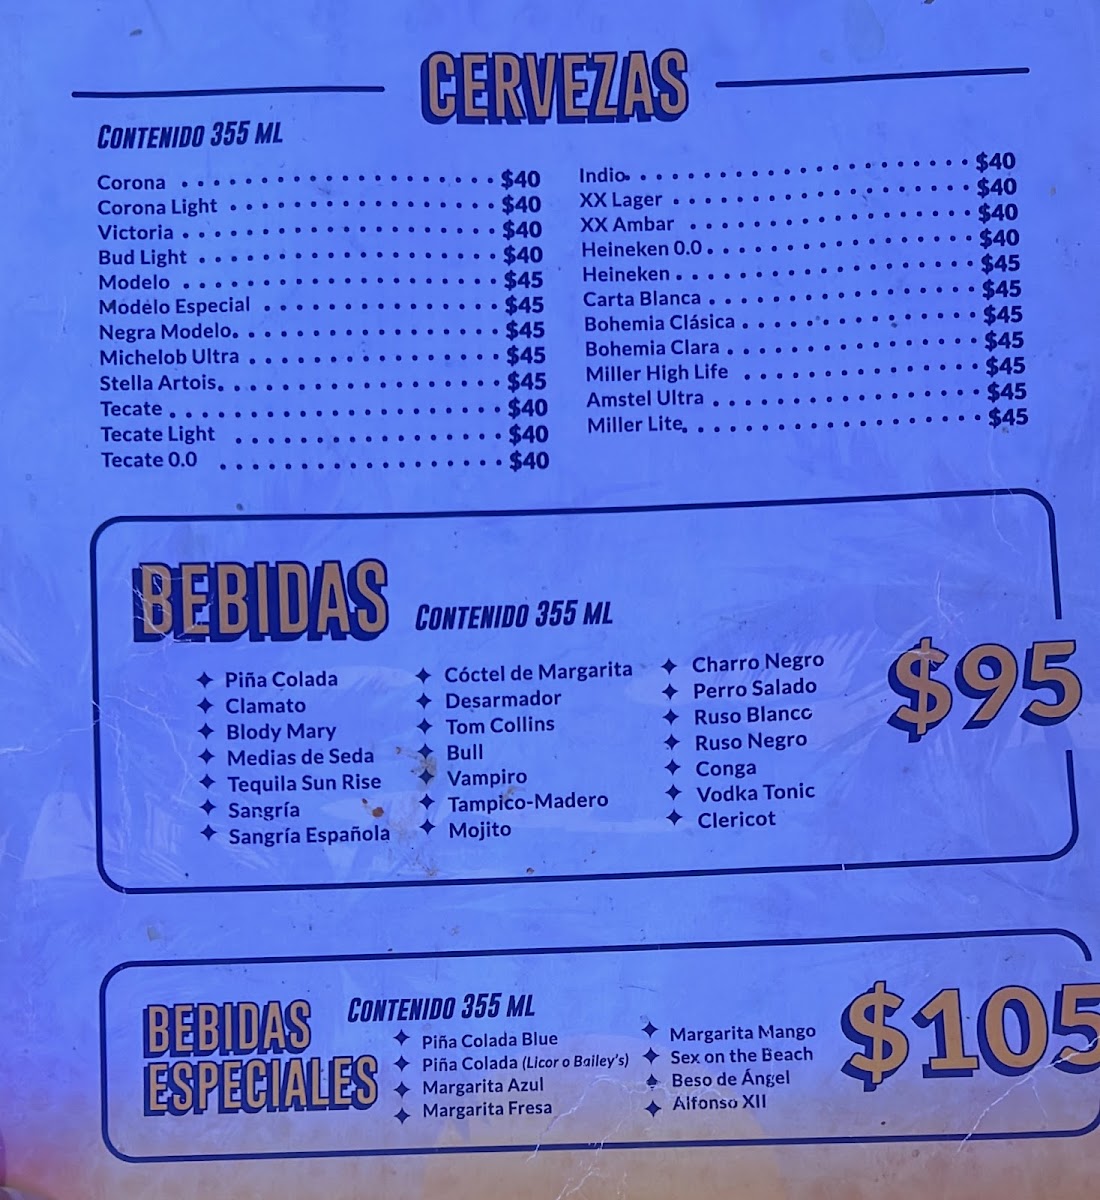 CERVEZAS
CONTENIDO 355 ML
Corona $40
Corona Light $40
Victoria $40
Bud Light $40
Modelo $45
Modelo Especial $45
Negra Modelo $45
Michelob Ultra $45
Stella Artois $45
Tecate $40
Tecate Light $40
Tecate 0.0 $40
Indio $40
XX Lager $40
XX Ambar $40
Heineken 0.0 $40
Heineken $45
Carta Blanca $45
Bohemia Clásica $45
Bohemia Clara $45
Miller High Life $45
Amstel Ultra $45
Miller Lite $45
BEBIDAS
CONTENIDO 355 ML
Piña Colada
Clamato
Blody Mary
Medias de Seda
Tequila Sun Rise
Sangría
Sangría Española
Cóctel de Margarita
Desarmador
Tom Collins
Bull
Vampiro
Tampico-Madero
Mojito
Charro Negro
Perro Salado
Ruso Blanco
Ruso Negro
Conga
Vodka Tonic
Clericot
$95
BEBIDAS
ESPECIALES
CONTENIDO 355 ML
Piña Colada Blue
Piña Colada (Licor o Bailey's)
Margarita Azul
Margarita Fresa
Margarita Mango
Sex on the Beach
Beso de Ángel
Alfonso XII
$105